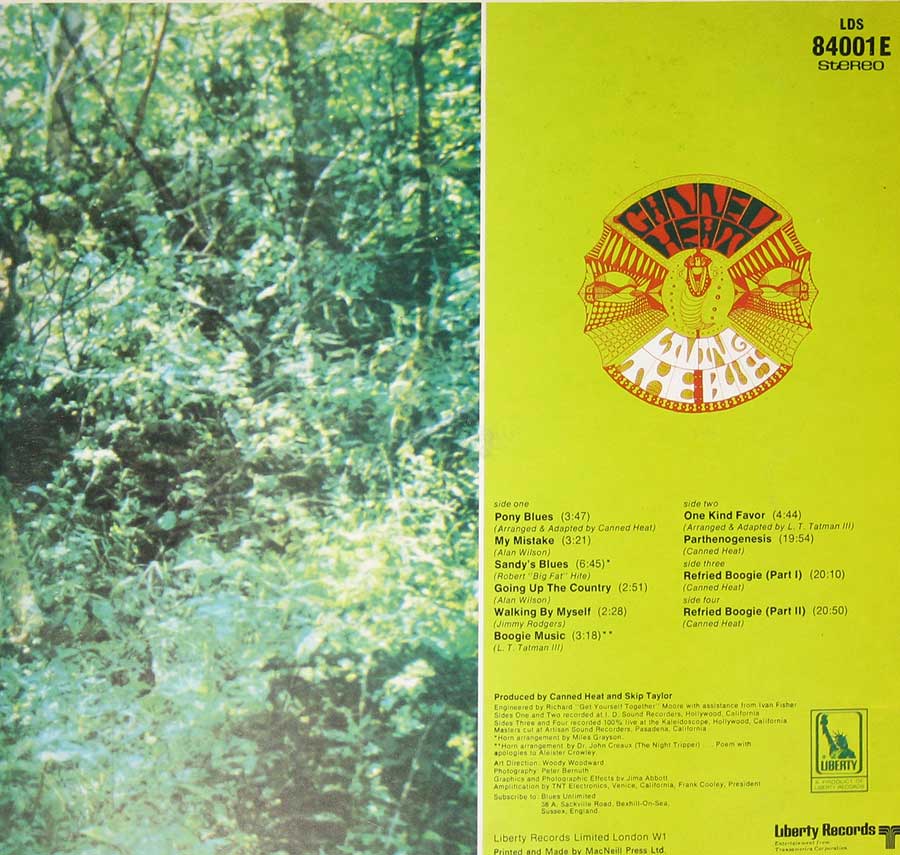 LDS
84001E
stereo
CANNED
HEAT
LIVING
THE BLUES
side one
Pony Blues (3:47)
(Arranged & Adapted by Canned Heat)
My Mistake (3:21)
(Alan Wilson)
Sandy's Blues (6:45)*
(Robert "Big Fat" Hite)
Going Up The Country (2:51)
(Alan Wilson)
Walking By Myself (2:28)
(Jimmy Rodgers)
Boogie Music (3:18)**
(L. T. Tatman III)
side two
One Kind Favor (4:44)
(Arranged & Adapted by L. T. Tatman III)
Parthenogenesis (19:54)
(Canned Heat)
side three
Refried Boogie (Part I) (20:10)
(Canned Heat)
side four
Refried Boogie (Part II) (20:50)
(Canned Heat)
Produced by Canned Heat and Skip Taylor
Engineered by Richard "Get Yourself Together" Moore with assistance from Ivan Fisher
Sides One and Two recorded at I. D. Sound Recorders, Hollywood, California
Sides Three and Four recorded 100% live at the Kaleidoscope, Hollywood, California
Masters cut at Artisan Sound Recorders, Pasadena, California
*Horn arrangement by Miles Grayson.
**Horn arrangement by Dr. John Creaux (The Night Tripper) . . . Poem with
apologies to Aleister Crowley.
Art Direction: Woody Woodward
Photography: Peter Bernuth
Graphics and Photographic Effects by Jima Abbott
Amplification by TNT Electronics, Venice, California, Frank Cooley, President
Subscribe to: Blues Unlimited
38 A, Sackville Road, Bexhill-On-Sea,
Sussex, England.
LIBERTY
A PRODUCT OF
LIBERTY RECORDS
Liberty Records Limited London W1
Printed and Made by MacNeill Press Ltd.
Liberty Records
Entertainment from
Transamerica Corporation